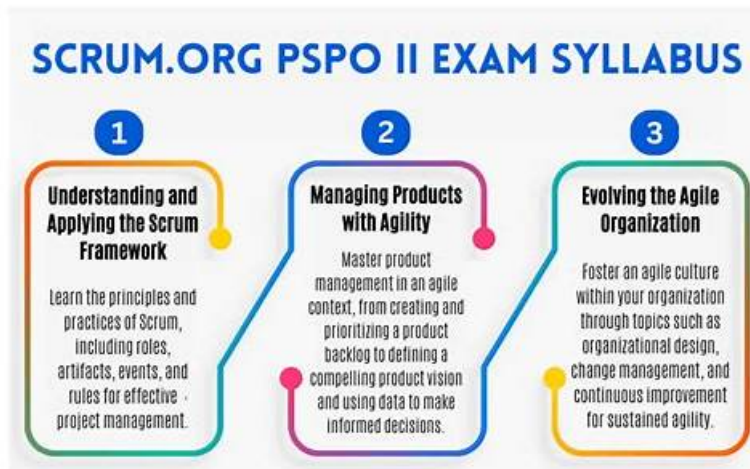 SCRUM.ORG PSPO II EXAM SYLLABUS
1
Understanding and
Applying the Scrum
Framework
Learn the principles and
practices of Scrum,
including roles,
artifacts, events, and
rules for effective
project management.
2
Managing Products
with Agility
Master product
management in an agile
context, from creating and
prioritizing a product
backlog to defining a
compelling product vision
and using data to make
informed decisions.
3
Evolving the Agile
Organization
Foster an agile culture
within your organization
through topics such as
organizational design,
change management, and
continuous improvement
for sustained agility.